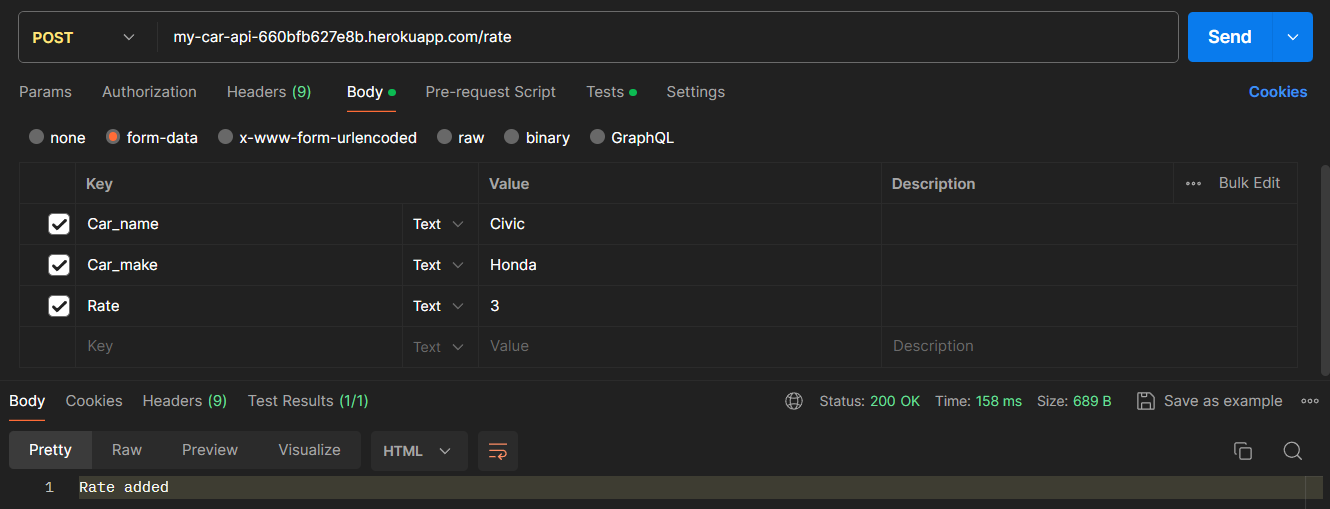 POST my-car-api-660bfb627e8b.herokuapp.com/rate Send
Params Authorization Headers (9) Body Pre-request Script Tests Settings Cookies
none form-data x-www-form-urlencoded raw binary GraphQL
Key Value Description Bulk Edit
Car_name Text Civic
Car_make Text Honda
Rate Text 3
Key Text Value Description
Body Cookies Headers (9) Test Results (1/1) Status: 200 OK Time: 158 ms Size: 689 B Save as example
Pretty Raw Preview Visualize HTML
1 Rate added